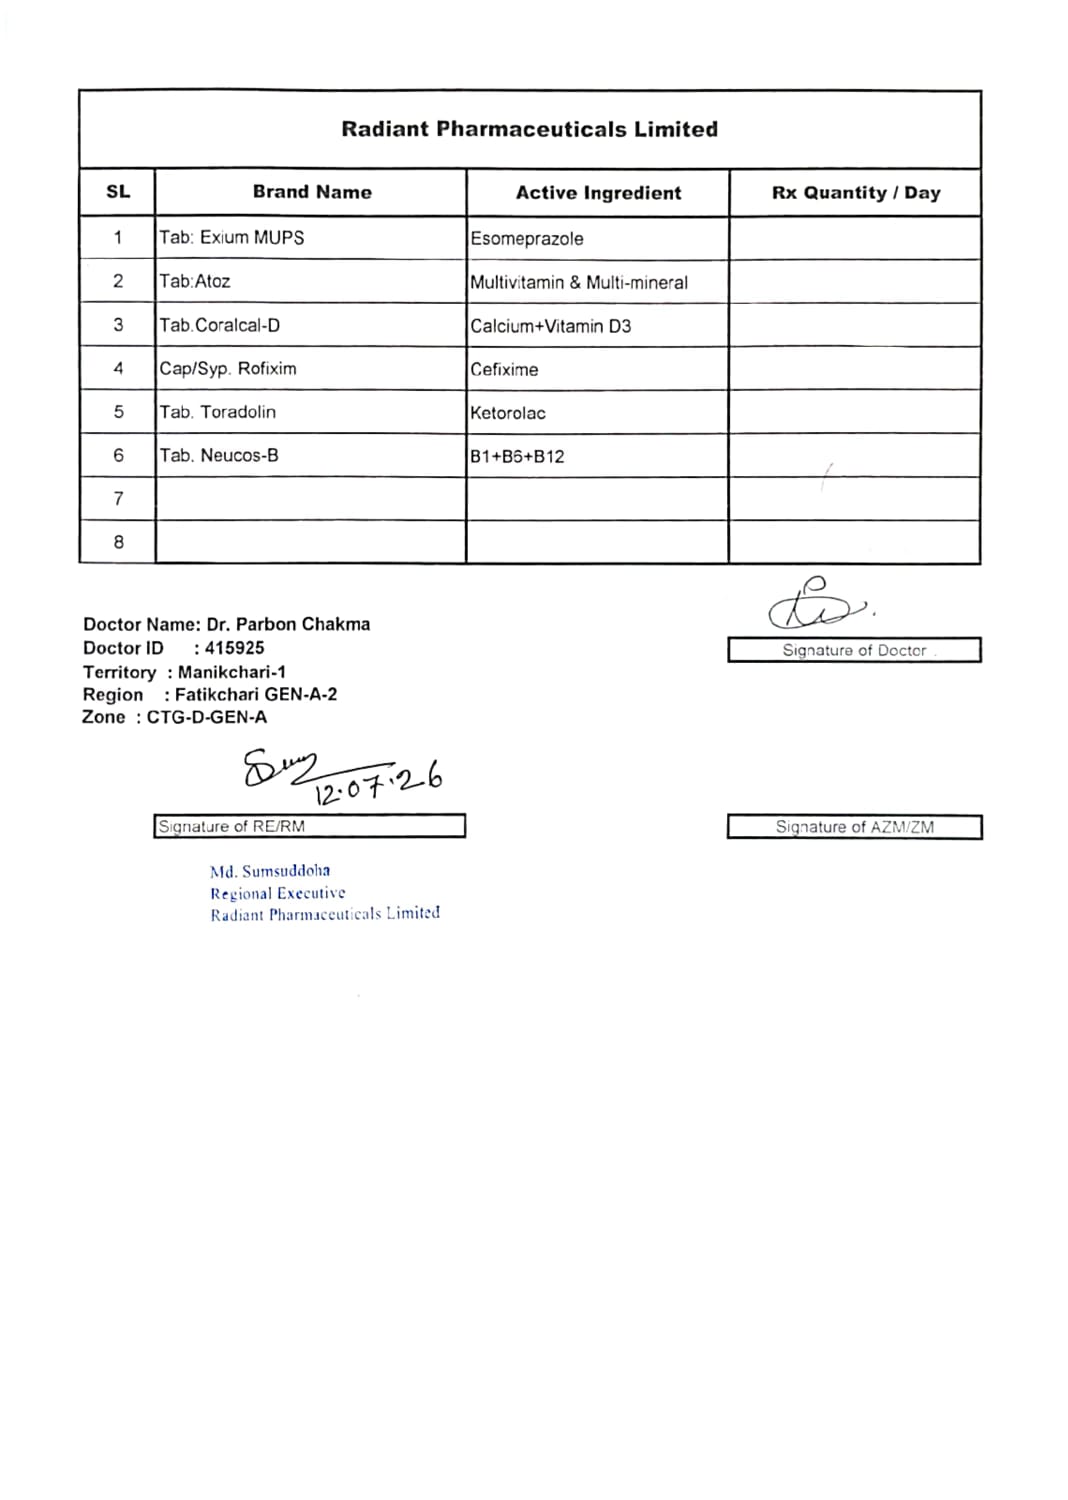 Radiant Pharmaceuticals Limited
SL Brand Name Active Ingredient Rx Quantity / Day
1 Tab: Exium MUPS Esomeprazole
2 Tab:Atoz Multivitamin & Multi-mineral
3 Tab.Coralcal-D Calcium+Vitamin D3
4 Cap/Syp. Rofixim Cefixime
5 Tab. Toradolin Ketorolac
6 Tab. Neucos-B B1+B6+B12
7
8
Doctor Name: Dr. Parbon Chakma
Doctor ID : 415925
Signature of Doctor
Territory : Manikchari-1
Region : Fatikchari GEN-A-2
Zone : CTG-D-GEN-A
12.07.26
Signature of RE/RM Signature of AZM/ZM
Md. Sumsuddoha
Regional Executive
Radiant Pharmaceuticals Limited